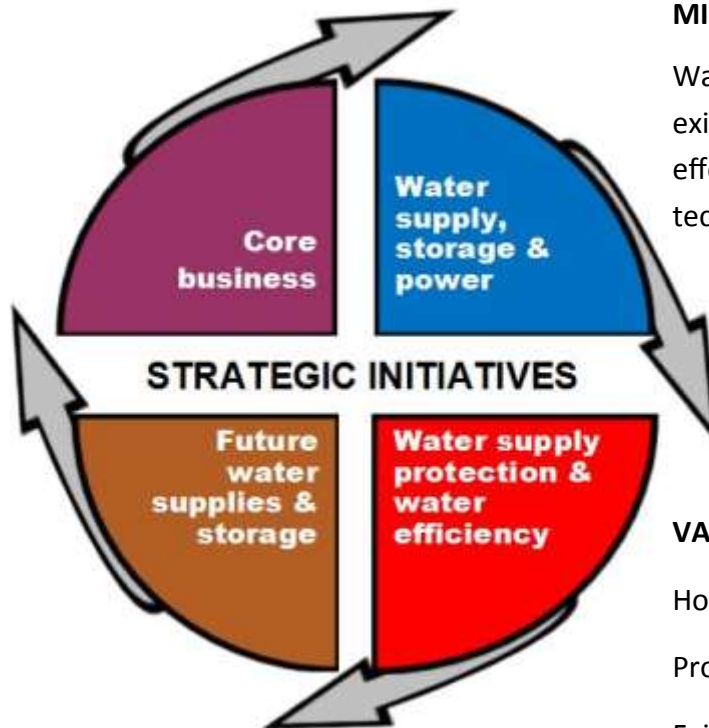 Core
business
Water
supply,
storage &
power
STRATEGIC INITIATIVES
Future
water
supplies &
storage
Water supply
protection &
water
efficiency